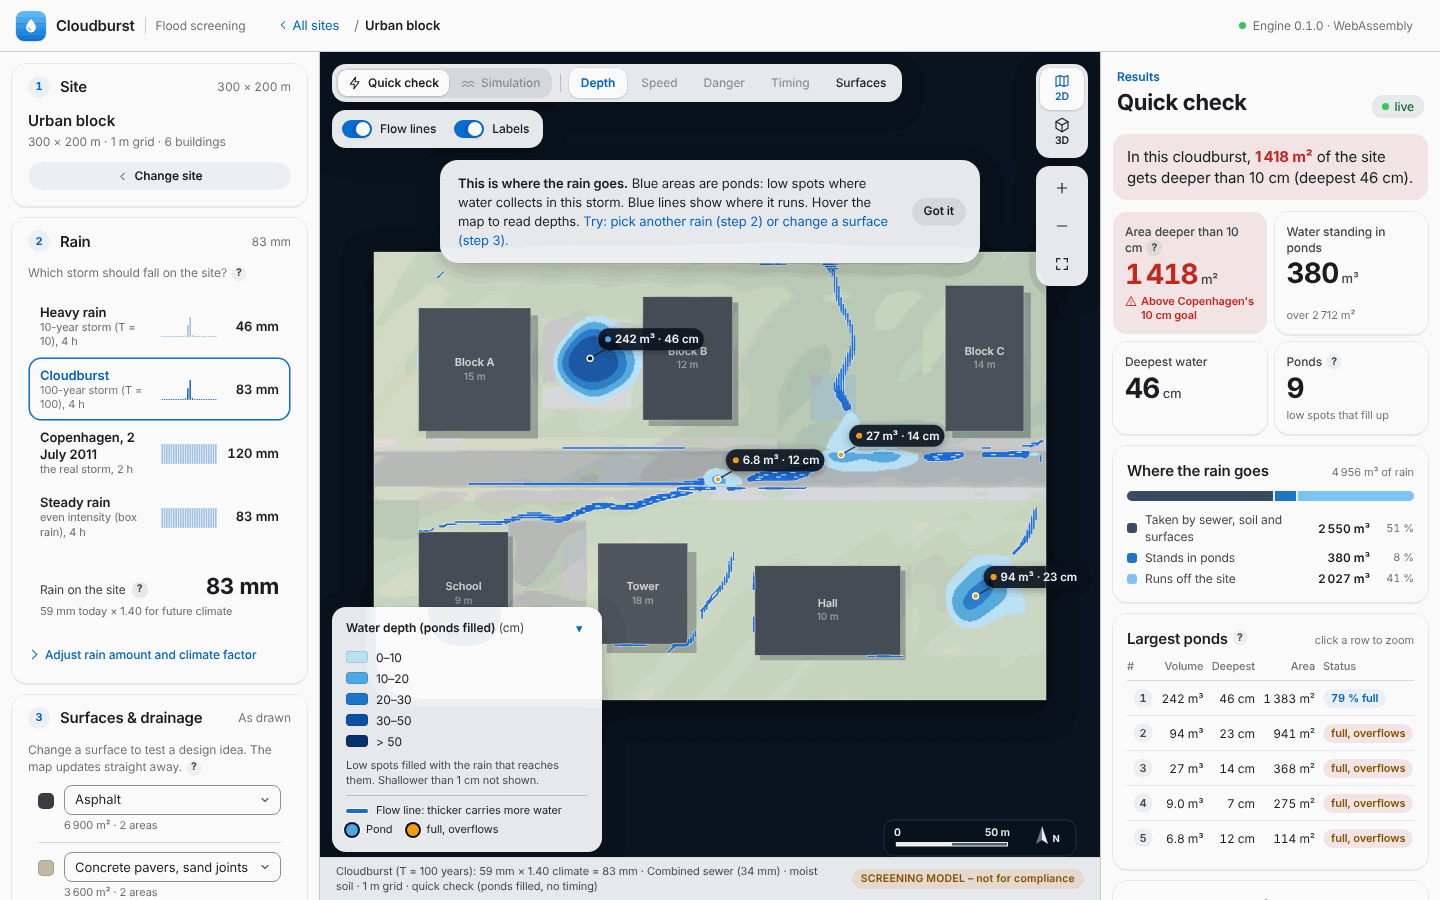 Cloudburst
Flood screening
All sites / Urban block
Engine 0.1.0 · WebAssembly
1 Site 300 × 200 m
Urban block
300 × 200 m · 1 m grid · 6 buildings
Change site
2 Rain 83 mm
Which storm should fall on the site? ?
Heavy rain
10-year storm (T = 10), 4 h
46 mm
Cloudburst
100-year storm (T = 100), 4 h
83 mm
Copenhagen, 2 July 2011
the real storm, 2 h
120 mm
Steady rain
even intensity (box rain), 4 h
83 mm
Rain on the site ? 83 mm
59 mm today × 1.40 for future climate
Adjust rain amount and climate factor
3 Surfaces & drainage As drawn
Change a surface to test a design idea. The
map updates straight away. ?
Asphalt
6 900 m² · 2 areas
Concrete pavers, sand joints
3 600 m² · 2 areas
Quick check Simulation Depth Speed Danger Timing Surfaces
Flow lines Labels
2D
3D
This is where the rain goes. Blue areas are ponds: low spots where
water collects in this storm. Blue lines show where it runs. Hover the
map to read depths. Try: pick another rain (step 2) or change a surface
(step 3).
Got it
Block A
15 m
242 m³ · 46 cm
Block B
12 m
Block C
14 m
27 m³ · 14 cm
6.8 m³ · 12 cm
School
9 m
Tower
18 m
Hall
10 m
94 m³ · 23 cm
Water depth (ponds filled) (cm)
0–10
10–20
20–30
30–50
> 50
Low spots filled with the rain that reaches
them. Shallower than 1 cm not shown.
Flow line: thicker carries more water
Pond full, overflows
0 50 m
N
Cloudburst (T = 100 years): 59 mm × 1.40 climate = 83 mm · Combined sewer (34 mm) · moist
soil · 1 m grid · quick check (ponds filled, no timing)
SCREENING MODEL – not for compliance
Results
Quick check
live
In this cloudburst, 1 418 m² of the site
gets deeper than 10 cm (deepest 46 cm).
Area deeper than 10
cm ?
1 418 m²
Above Copenhagen's
10 cm goal
Water standing in
ponds
380 m³
over 2 712 m²
Deepest water
46 cm
Ponds ?
9
low spots that fill up
Where the rain goes 4 956 m³ of rain
Taken by sewer, soil and
surfaces
2 550 m³ 51 %
Stands in ponds 380 m³ 8 %
Runs off the site 2 027 m³ 41 %
Largest ponds ? click a row to zoom
# Volume Deepest Area Status
1 242 m³ 46 cm 1 383 m² 79 % full
2 94 m³ 23 cm 941 m² full, overflows
3 27 m³ 14 cm 368 m² full, overflows
4 9.0 m³ 7 cm 275 m² full, overflows
5 6.8 m³ 12 cm 114 m² full, overflows